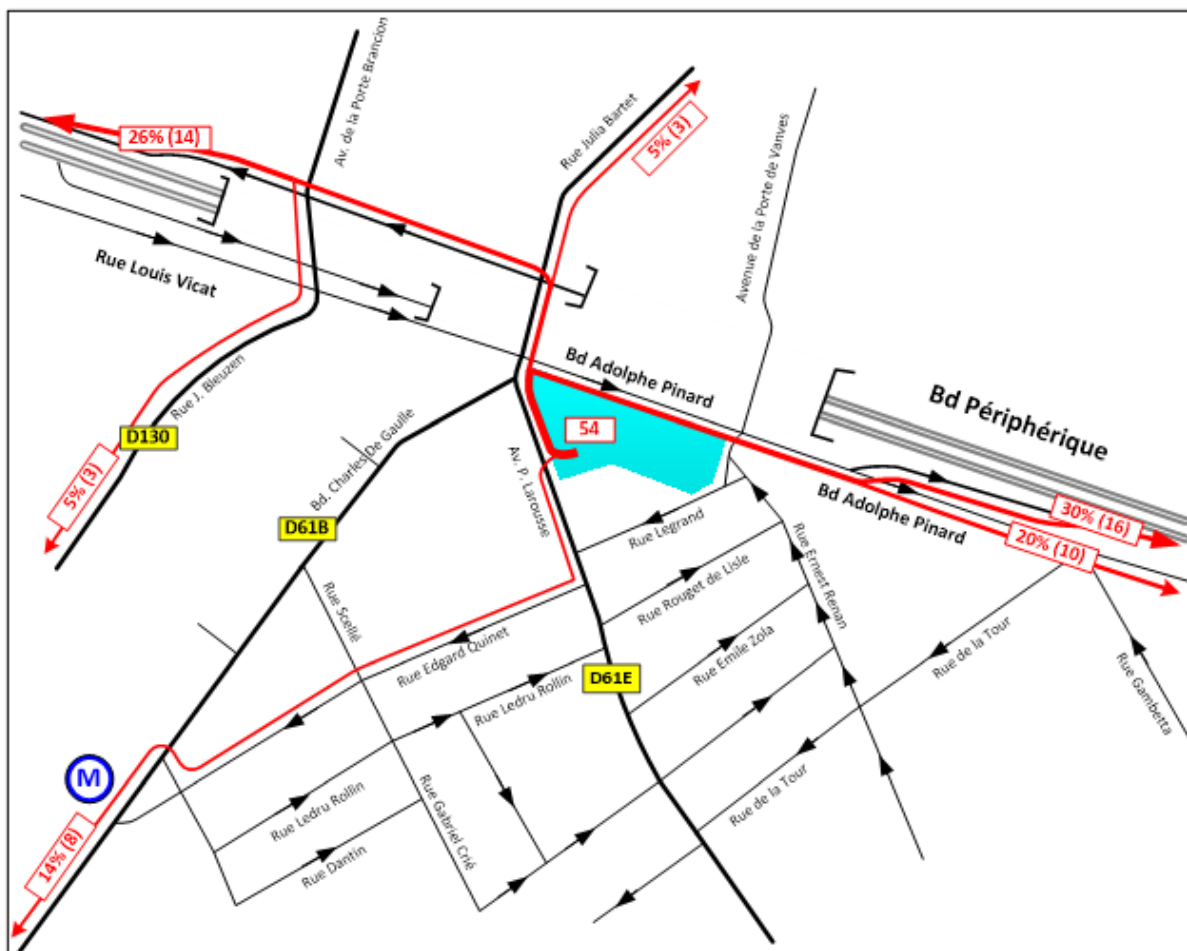 Av. de la Porte Brancion
26% (14)
Rue Julia Bartet
5% (3)
Avenue de la Porte de Vanves
Rue Louis Vicat
Bd Adolphe Pinard
Bd Périphérique
Rue J. Bleuzen
D130
5% (3)
Bd. Charles De Gaulle
54
Av. P. Larousse
D61B
Bd Adolphe Pinard
30% (16)
20% (10)
Rue Legrand
Rue Rouget de Lisle
Rue Ernest Renan
Rue Scellé
Rue Edgard Quinet
Rue Emile Zola
Rue de la Tour
Rue Gambetta
D61E
Rue Ledru Rollin
M
Rue Ledru Rollin
Rue Gabriel Crié
Rue de la Tour
14% (8)
Rue Dantin